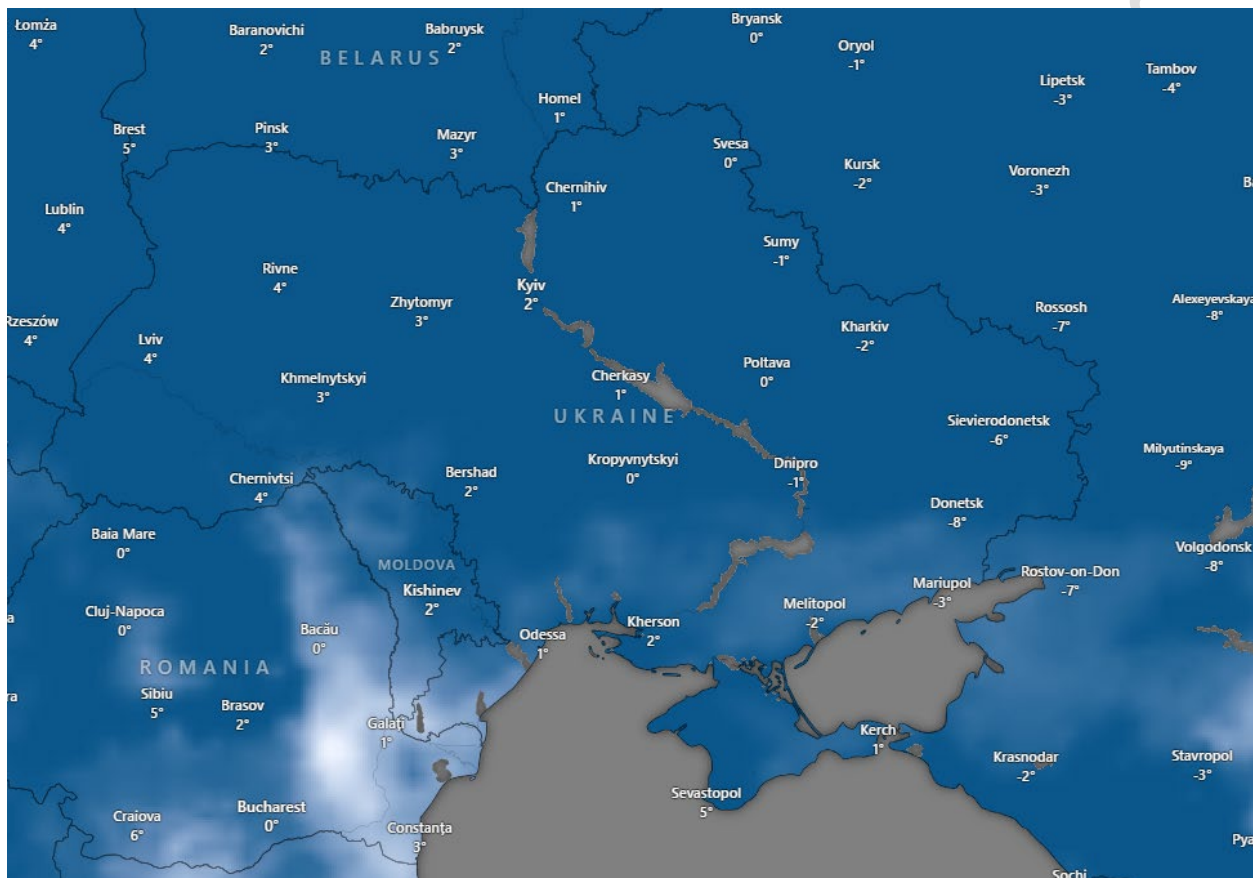 Łomża
4°
Baranovichi
2°
Babruysk
2°
Bryansk
0°
Oryol
-1°
BELARUS
Lipetsk
-3°
Tambov
-4°
Homel
1°
Brest
5°
Pinsk
3°
Mazyr
3°
Svesa
0°
Kursk
-2°
Voronezh
-3°
Ba
Chernihiv
1°
Lublin
4°
Sumy
-1°
Rivne
4°
Kyiv
2°
Zhytomyr
3°
Rossosh
-7°
Alexeyevskaya
-8°
Rzeszów
4°
Lviv
4°
Kharkiv
-2°
Khmelnytskyi
3°
Cherkasy
1°
Poltava
0°
UKRAINE
Sievierodonetsk
-6°
Milyutinskaya
-9°
Chernivtsi
4°
Bershad
2°
Kropyvnytskyi
0°
Dnipro
-1°
Donetsk
-8°
Baia Mare
0°
Volgodonsk
-8°
MOLDOVA
Kishinev
2°
Mariupol
-3°
Rostov-on-Don
-7°
Cluj-Napoca
0°
a
Bacău
0°
Odessa
1°
Kherson
2°
Melitopol
-2°
ROMANIA
ra
Sibiu
5°
Brasov
2°
Galați
1°
Kerch
1°
Krasnodar
-2°
Stavropol
-3°
Craiova
6°
Bucharest
0°
Constanța
3°
Sevastopol
5°
Pya
Sochi